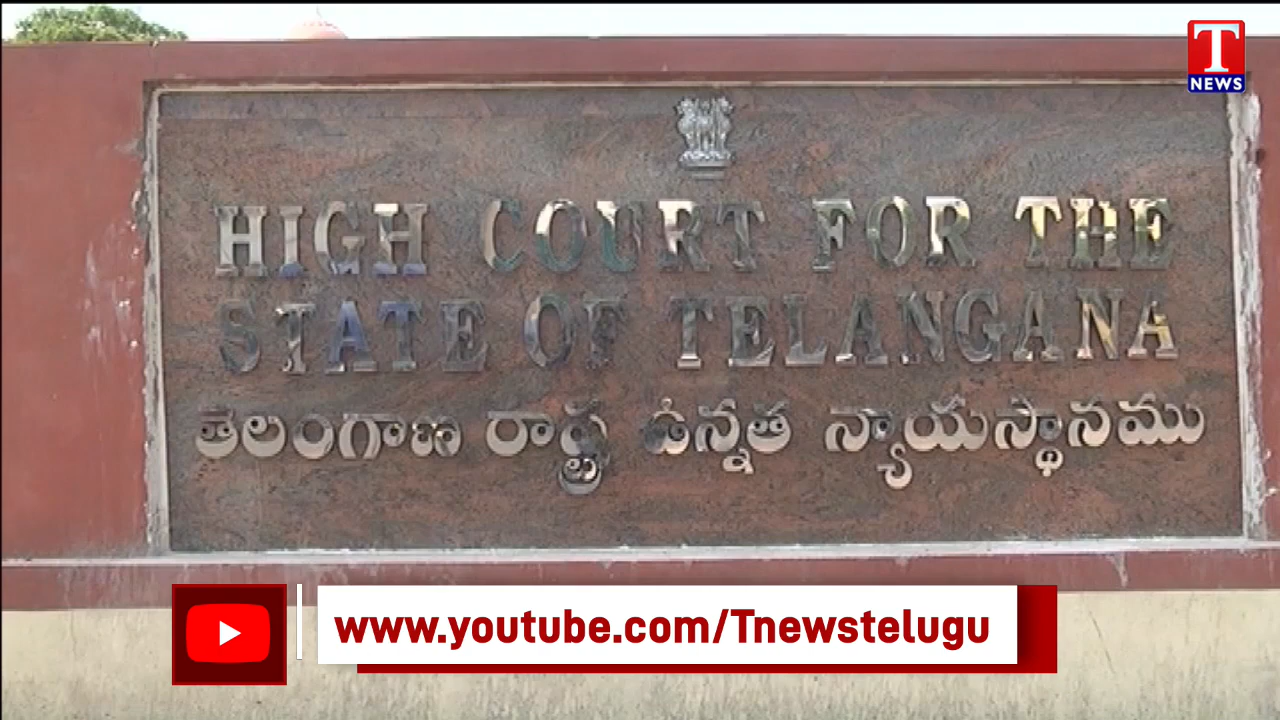 T
NEWS
HIGH COURT FOR THE
STATE OF TELANGANA
తెలంగాణ రాష్ట్ర ఉన్నత న్యాయస్థానము
www.youtube.com/Tnewstelugu